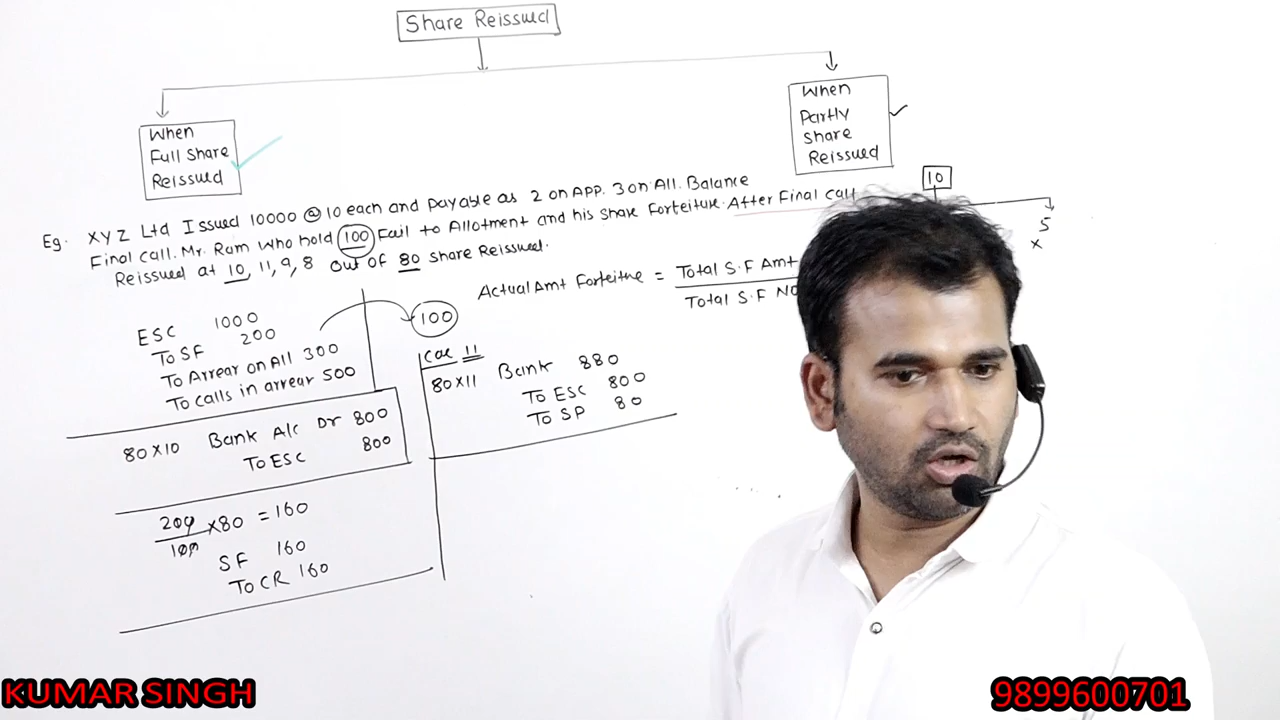 Share Reissued
When
Full Share
Reissued
When
Partly
Share
Reissued
10
5
x
Eg. XYZ Ltd Issued 10000 @ 10 each and payable as 2 on APP. 3 on All. Balance
Final call. Mr. Ram who hold 100 Fail to Allotment and his share Forfeiture. After Final call
Reissued at 10, 11, 9, 8 out of 80 share Reissued.
Actual Amt Forfeitue = Total S.F Amt
Total S.F NO
ESC 1000
To SF 200
To Arrear on All 300
To calls in arrear 500
100
80x10 Bank A/c Dr 800
To ESC 800
200
100
x80 = 160
SF 160
To CR 160
11
80x11 Bank 880
To ESC 800
To SP 80
KUMAR SINGH
9899600701